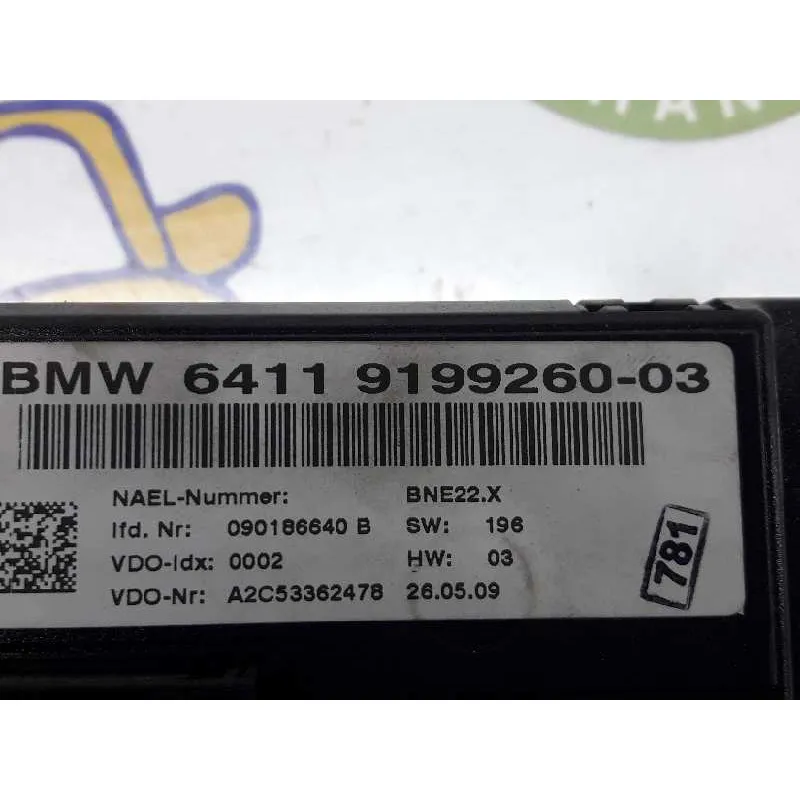 HAN
BMW 6411 9199260-03
NAEL-Nummer: BNE22.X
lfd. Nr: 090186640 B SW: 196
VDO-Idx: 0002 HW: 03
VDO-Nr: A2C53362478 26.05.09
781